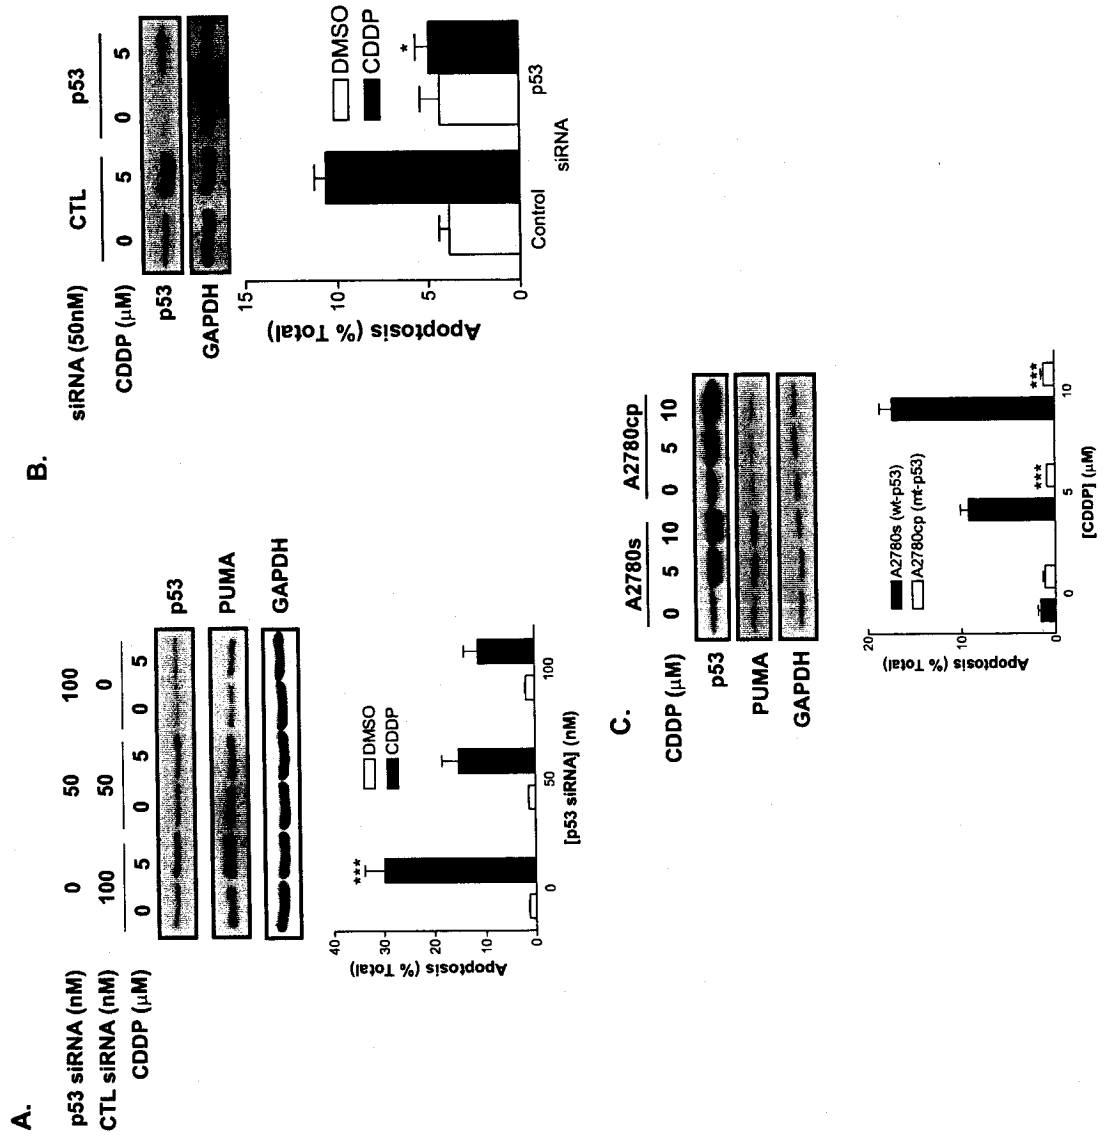 A.
p53 siRNA (nM) 0 50 100
CTL siRNA (nM) 100 50 0
CDDP (μM) 0 5 0 5 0 5
p53
PUMA
GAPDH
Apoptosis (% Total)
40
30
20
10
0
DMSO
CDDP
***
0 50 100
[p53 siRNA] (nM)
B.
siRNA (50nM) CTL p53
CDDP (μM) 0 5 0 5
p53
GAPDH
Apoptosis (% Total)
15
10
5
0
DMSO
CDDP
*
Control p53
siRNA
C.
A2780s A2780cp
CDDP (μM) 0 5 10 0 5 10
p53
PUMA
GAPDH
Apoptosis (% Total)
20
10
0
A2780s (wt-p53)
A2780cp (mt-p53)
*** ***
0 5 10
[CDDP] (μM)